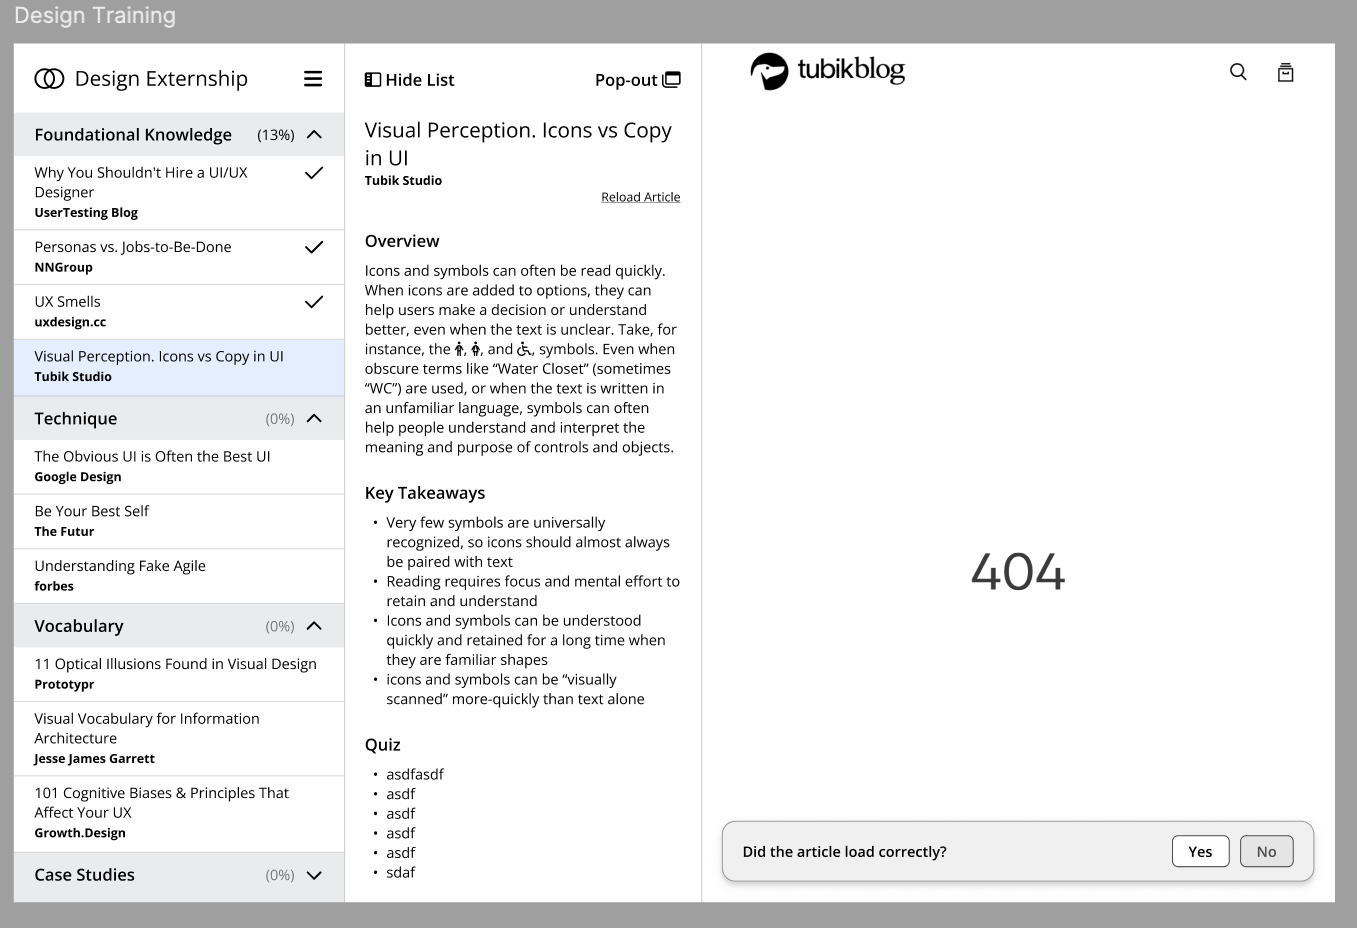 Design Training
Design Externship
Foundational Knowledge (13%)
Why You Shouldn't Hire a UI/UX
Designer
UserTesting Blog
Personas vs. Jobs-to-Be-Done
NNGroup
UX Smells
uxdesign.cc
Visual Perception. Icons vs Copy in UI
Tubik Studio
Technique (0%)
The Obvious UI is Often the Best UI
Google Design
Be Your Best Self
The Futur
Understanding Fake Agile
forbes
Vocabulary (0%)
11 Optical Illusions Found in Visual Design
Prototypr
Visual Vocabulary for Information
Architecture
Jesse James Garrett
101 Cognitive Biases & Principles That
Affect Your UX
Growth.Design
Case Studies (0%)
Hide List
Pop-out
Visual Perception. Icons vs Copy
in UI
Tubik Studio
Reload Article
Overview
Icons and symbols can often be read quickly.
When icons are added to options, they can
help users make a decision or understand
better, even when the text is unclear. Take, for
instance, the , , and , symbols. Even when
obscure terms like “Water Closet” (sometimes
“WC”) are used, or when the text is written in
an unfamiliar language, symbols can often
help people understand and interpret the
meaning and purpose of controls and objects.
Key Takeaways
• Very few symbols are universally
recognized, so icons should almost always
be paired with text
• Reading requires focus and mental effort to
retain and understand
• Icons and symbols can be understood
quickly and retained for a long time when
they are familiar shapes
• icons and symbols can be “visually
scanned” more-quickly than text alone
Quiz
• asdfasdf
• asdf
• asdf
• asdf
• asdf
• sdaf
tubikblog
404
Did the article load correctly?
Yes
No